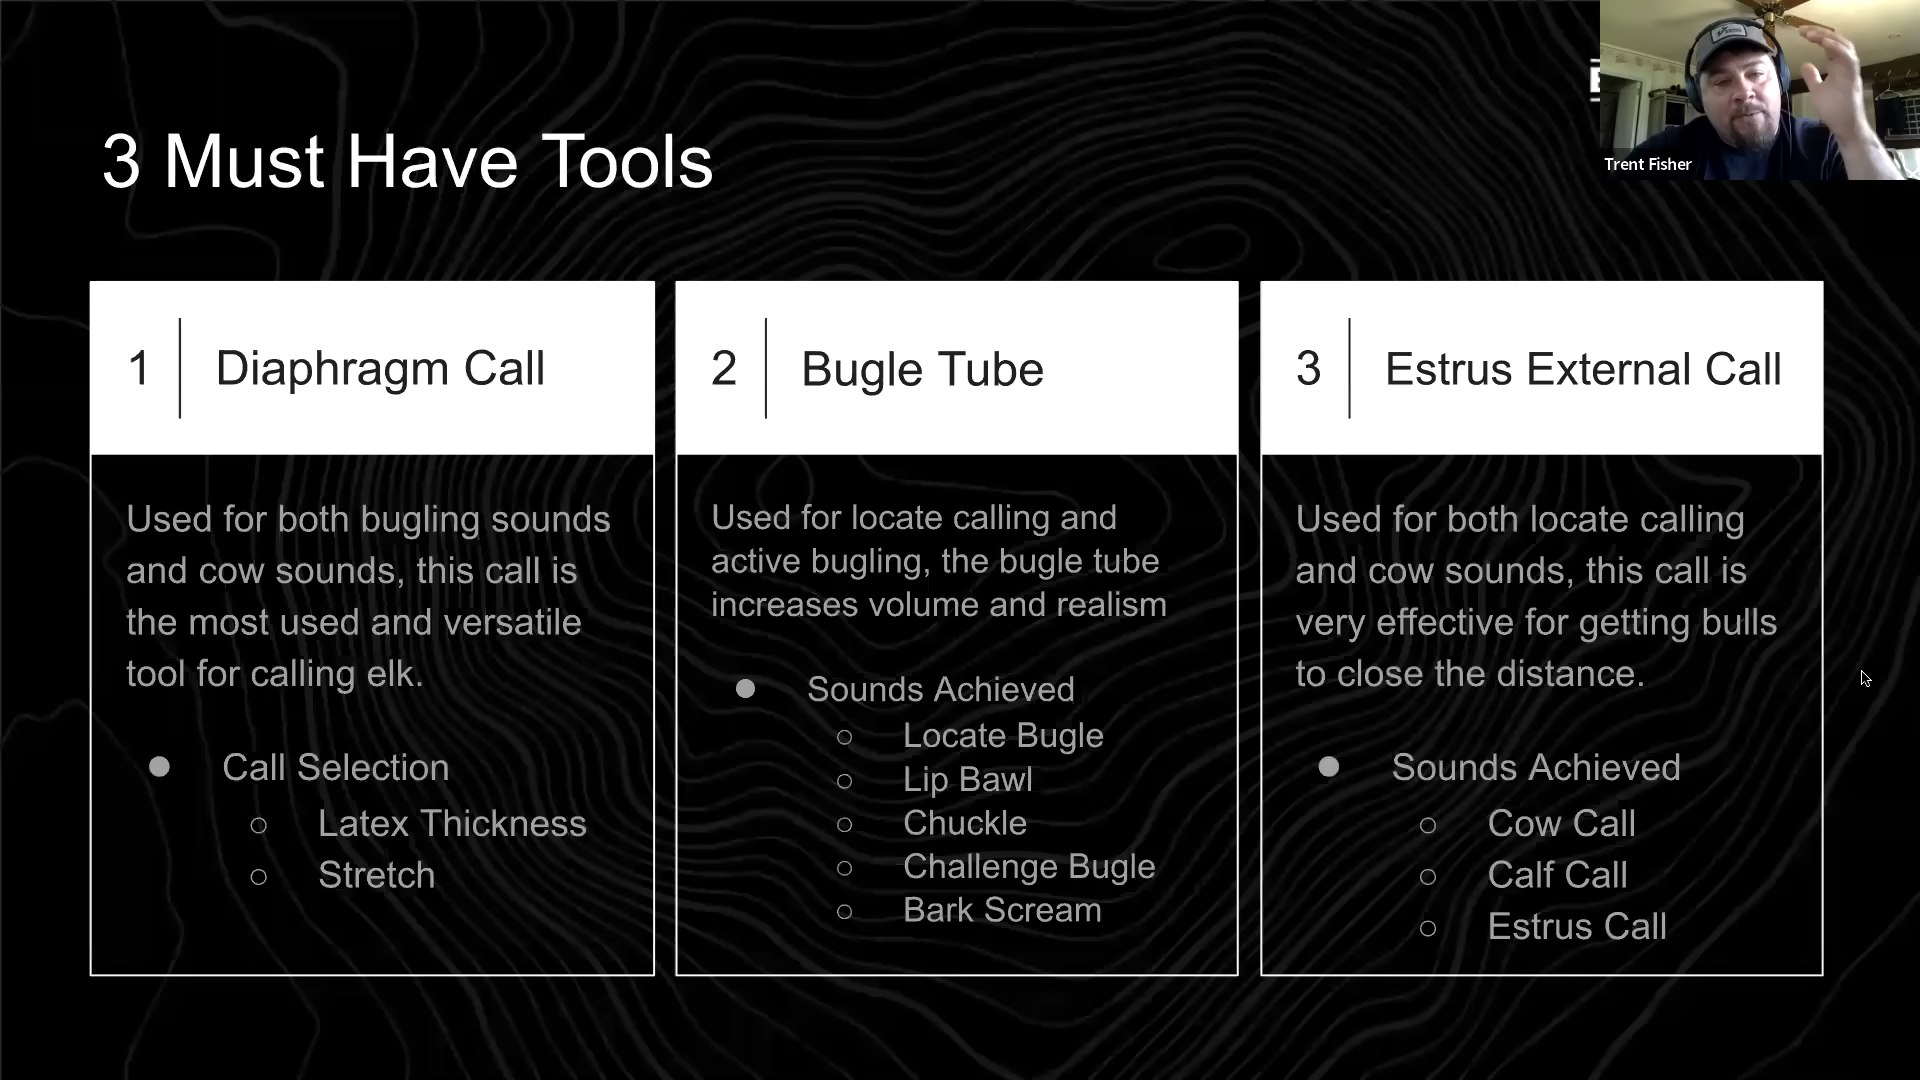 3 Must Have Tools
Trent Fisher
1
Diaphragm Call
Used for both bugling sounds
and cow sounds, this call is
the most used and versatile
tool for calling elk.
● Call Selection
○ Latex Thickness
○ Stretch
2
Bugle Tube
Used for locate calling and
active bugling, the bugle tube
increases volume and realism
● Sounds Achieved
○ Locate Bugle
○ Lip Bawl
○ Chuckle
○ Challenge Bugle
○ Bark Scream
3
Estrus External Call
Used for both locate calling
and cow sounds, this call is
very effective for getting bulls
to close the distance.
● Sounds Achieved
○ Cow Call
○ Calf Call
○ Estrus Call